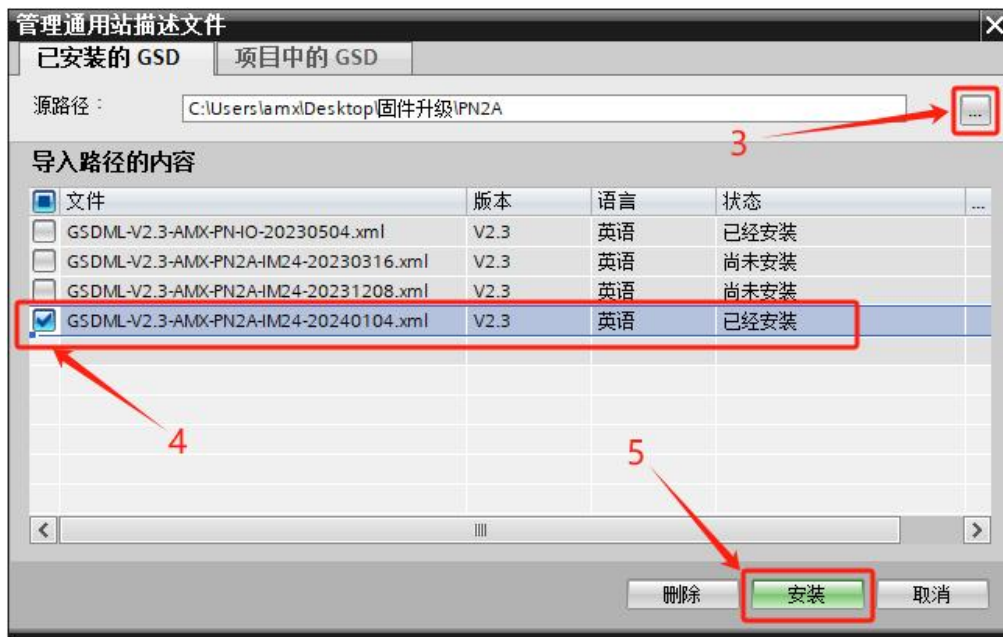 管理通用站描述文件
已安装的 GSD 项目中的 GSD
源路径： C:\Users\amx\Desktop\固件升级\PN2A ...
3
导入路径的内容
文件 版本 语言 状态 ...
GSDML-V2.3-AMX-PN-IO-20230504.xml V2.3 英语 已经安装
GSDML-V2.3-AMX-PN2A-IM24-20230316.xml V2.3 英语 尚未安装
GSDML-V2.3-AMX-PN2A-IM24-20231208.xml V2.3 英语 尚未安装
GSDML-V2.3-AMX-PN2A-IM24-20240104.xml V2.3 英语 已经安装
4
5
删除 安装 取消